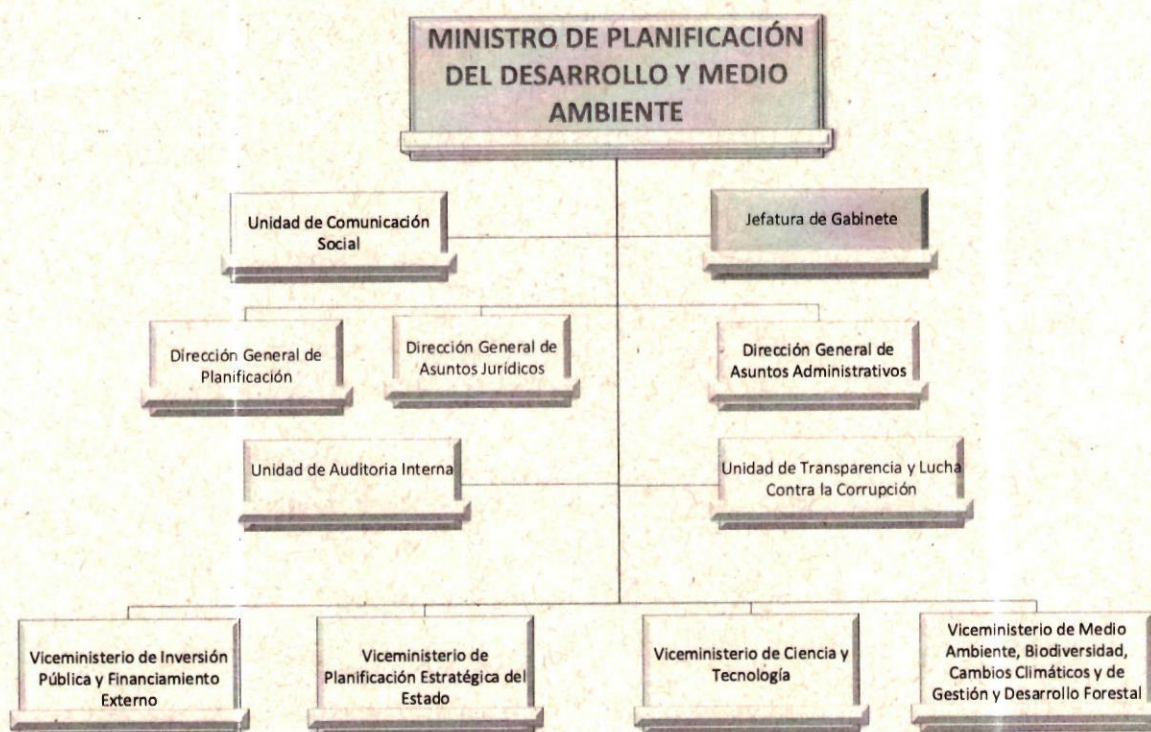 MINISTRO DE PLANIFICACIÓN
DEL DESARROLLO Y MEDIO
AMBIENTE
Unidad de Comunicación
Social
Jefatura de Gabinete
Dirección General de
Planificación
Dirección General de
Asuntos Jurídicos
Dirección General de
Asuntos Administrativos
Unidad de Auditoria Interna
Unidad de Transparencia y Lucha
Contra la Corrupción
Viceministerio de Inversión
Pública y Financiamiento
Externo
Viceministerio de
Planificación Estratégica del
Estado
Viceministerio de Ciencia y
Tecnología
Viceministerio de Medio
Ambiente, Biodiversidad,
Cambios Climáticos y de
Gestión y Desarrollo Forestal